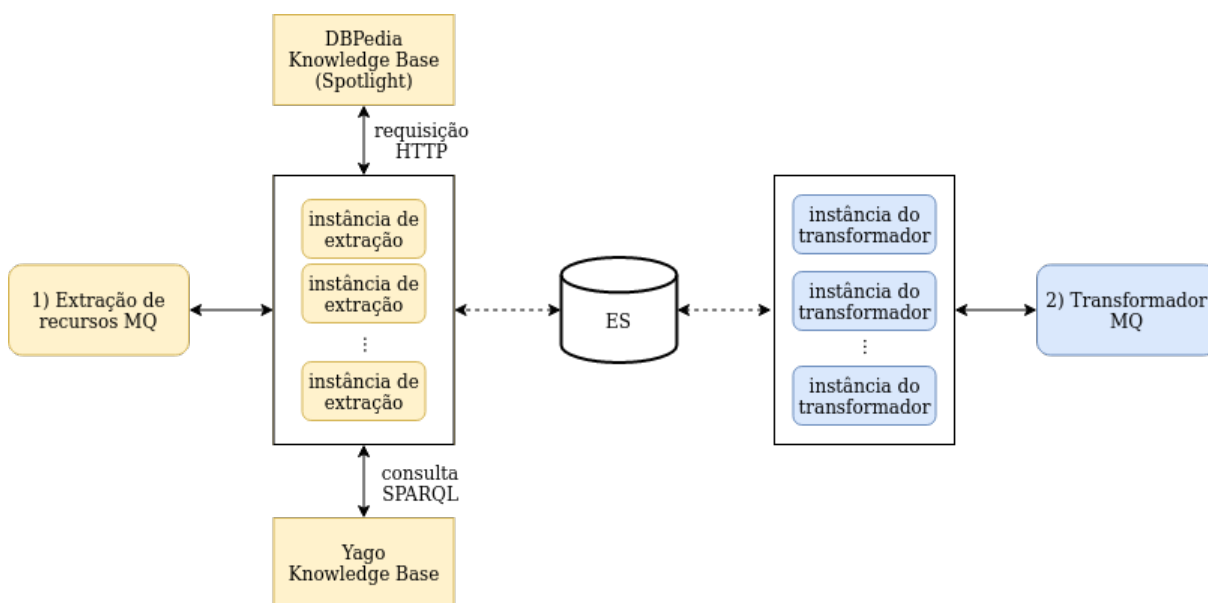 DBPedia
Knowledge Base
(Spotlight)
requisição
HTTP
instância de
extração
instância de
extração
⋮
instância de
extração
1) Extração de
recursos MQ
consulta
SPARQL
Yago
Knowledge Base
ES
instância do
transformador
instância do
transformador
⋮
instância do
transformador
2) Transformador
MQ